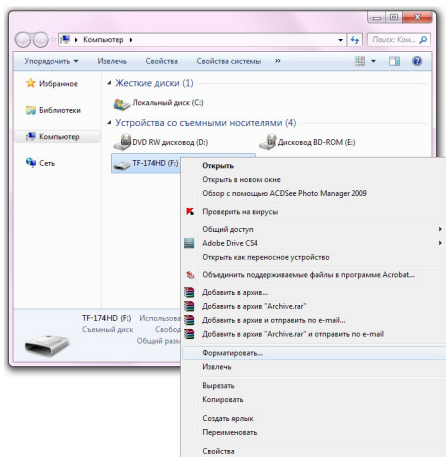 Компьютер
Поиск: Ком...
Упорядочить
Извлечь
Свойства
Свойства системы
»
Избранное
Библиотеки
Компьютер
Сеть
Жесткие диски (1)
Локальный диск (C:)
Устройства со съемными носителями (4)
DVD RW дисковод (D:)
Дисковод BD-ROM (E:)
TF-174HD (F:)
Открыть
Открыть в новом окне
Обзор с помощью ACDSee Photo Manager 2009
Проверить на вирусы
Общий доступ
Adobe Drive CS4
Открыть как переносное устройство
Объединить поддерживаемые файлы в программе Acrobat...
Добавить в архив...
Добавить в архив "Archive.rar"
Добавить в архив и отправить по e-mail...
Добавить в архив "Archive.rar" и отправить по e-mail
Форматировать...
Извлечь
Вырезать
Копировать
Создать ярлык
Переименовать
Свойства
TF-174HD (F:) Использова
Съемный диск Свобод
Общий разм